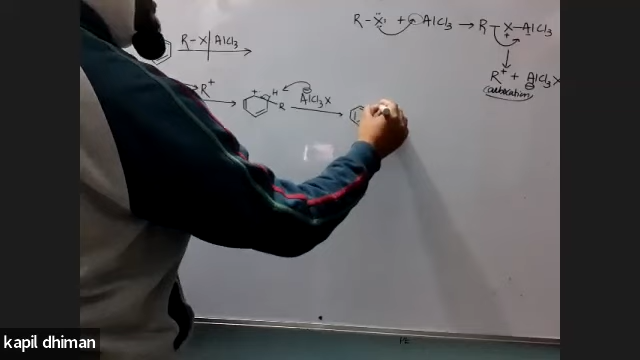 R-Ẍ: + AlCl3 → R-X-AlCl3
+
R-X | AlCl3
R+ + AlCl3X
R+
+ H
R
AlCl3X
carbocation
kapil dhiman